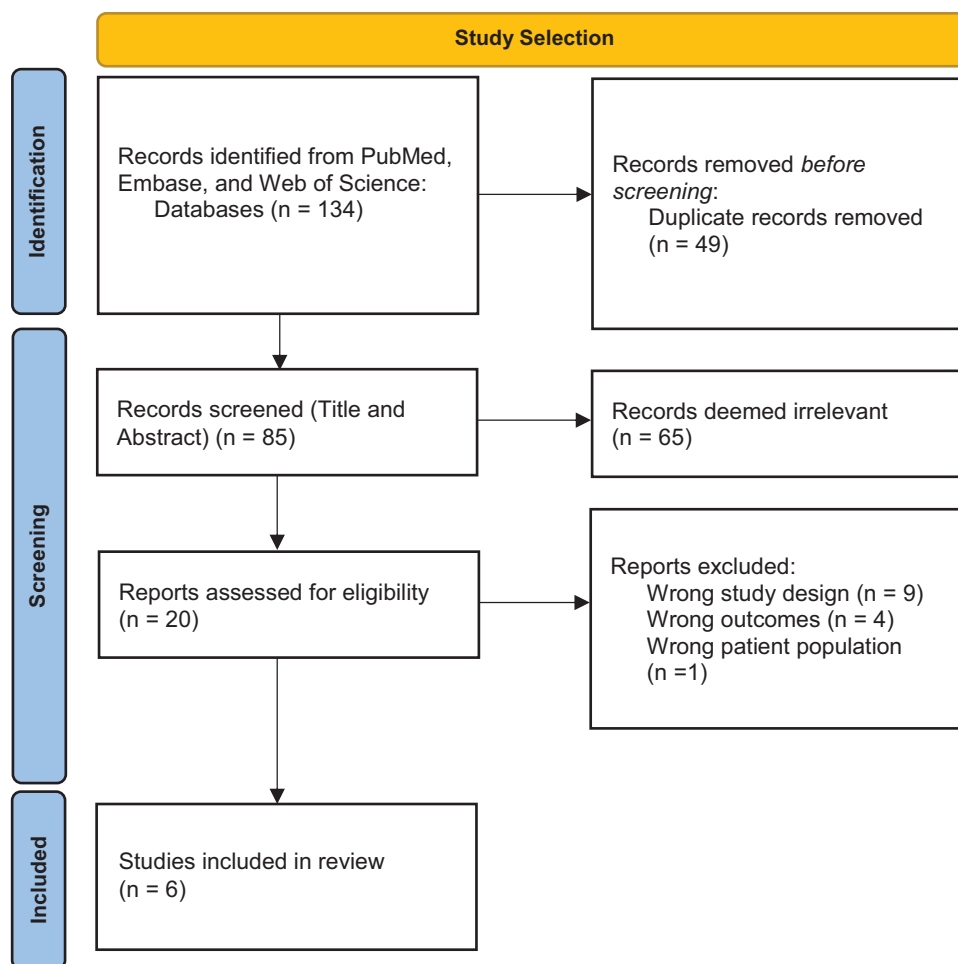 Study Selection
Identification
Records identified from PubMed,
Embase, and Web of Science:
Databases (n = 134)
Records removed before
screening:
Duplicate records removed
(n = 49)
Screening
Records screened (Title and
Abstract) (n = 85)
Records deemed irrelevant
(n = 65)
Reports assessed for eligibility
(n = 20)
Reports excluded:
Wrong study design (n = 9)
Wrong outcomes (n = 4)
Wrong patient population
(n =1)
Included
Studies included in review
(n = 6)